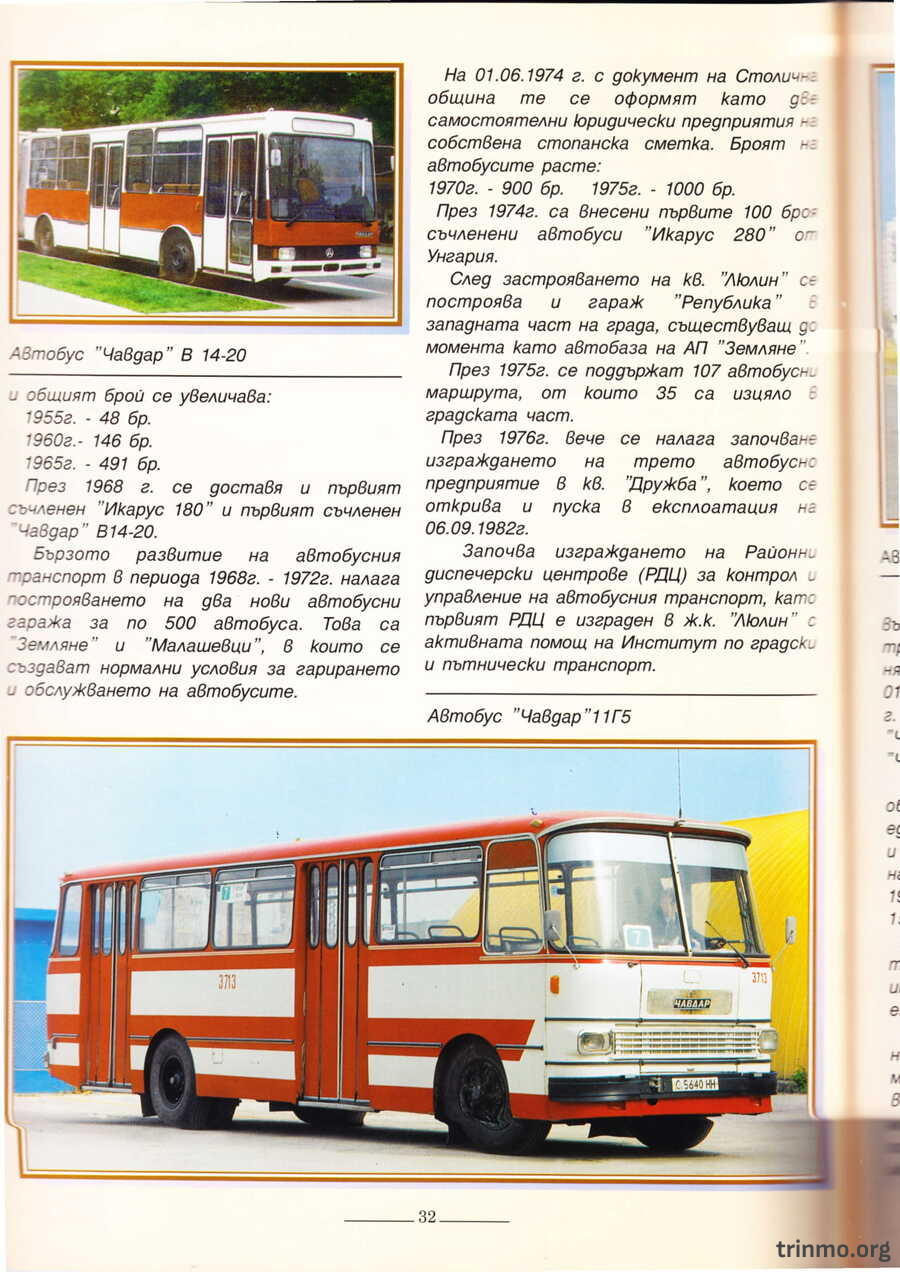 Автобус "Чавдар" В 14-20
и общият брой се увеличава:
1955г. - 48 бр.
1960г.- 146 бр.
1965г. - 491 бр.
През 1968 г. се доставя и първият
съчленен "Икарус 180" и първият съчленен
"Чавдар" В14-20.
Бързото развитие на автобусния
транспорт в периода 1968г. - 1972г. налага
построяването на два нови автобусни
гаража за по 500 автобуса. Това са
"Земляне" и "Малашевци", в които се
създават нормални условия за гарирането
и обслужването на автобусите.
На 01.06.1974 г. с документ на Столична
община те се оформят като две
самостоятелни юридически предприятия на
собствена стопанска сметка. Броят на
автобусите расте:
1970г. - 900 бр. 1975г. - 1000 бр.
През 1974г. са внесени първите 100 броя
съчленени автобуси "Икарус 280" от
Унгария.
След застрояването на кв. "Люлин" се
построява и гараж "Република" в
западната част на града, съществуващ до
момента като автобаза на АП "Земляне".
През 1975г. се поддържат 107 автобусни
маршрута, от които 35 са изцяло в
градската част.
През 1976г. вече се налага започване
изграждането на трето автобусно
предприятие в кв. "Дружба", което се
открива и пуска в експлоатация на
06.09.1982г.
Започва изграждането на Районни
диспечерски центрове (РДЦ) за контрол и
управление на автобусния транспорт, като
първият РДЦ е изграден в ж.к. "Люлин" с
активната помощ на Институт по градски
и пътнически транспорт.
Автобус "Чавдар"11Г5
7
7
3713
3713
ЧАВДАР
С 5640 НН
32
trinmo.org